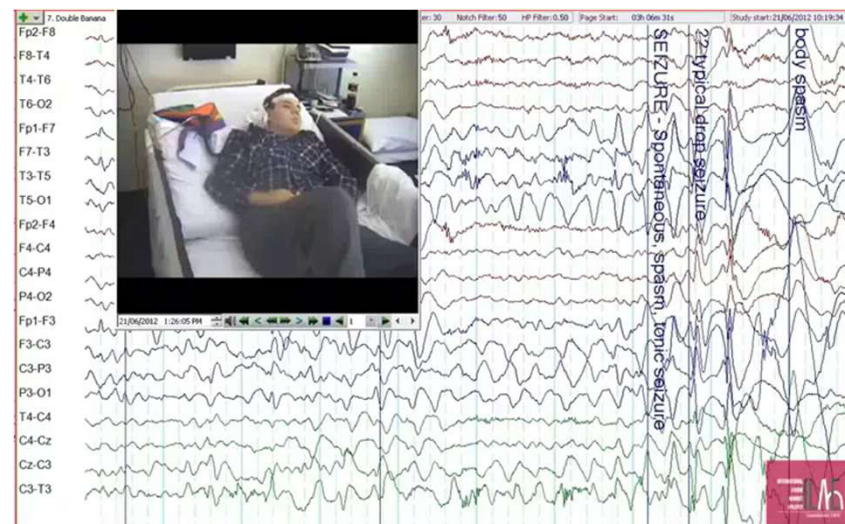 7. Double Banana
er: 30 Notch Filter: 50 HP Filter: 0.50 Page Start: 03h 06m 31s Study start: 21/06/2012 10:19:34
Fp2-F8
F8-T4
T4-T6
T6-O2
Fp1-F7
F7-T3
T3-T5
T5-O1
Fp2-F4
F4-C4
C4-P4
P4-O2
Fp1-F3
F3-C3
C3-P3
P3-O1
T4-C4
C4-Cz
Cz-C3
C3-T3
SEIZURE - Spontaneous, spasm, tonic seizure
?? typical drop seizure
body spasm
21/06/2012 1:26:05 PM
1